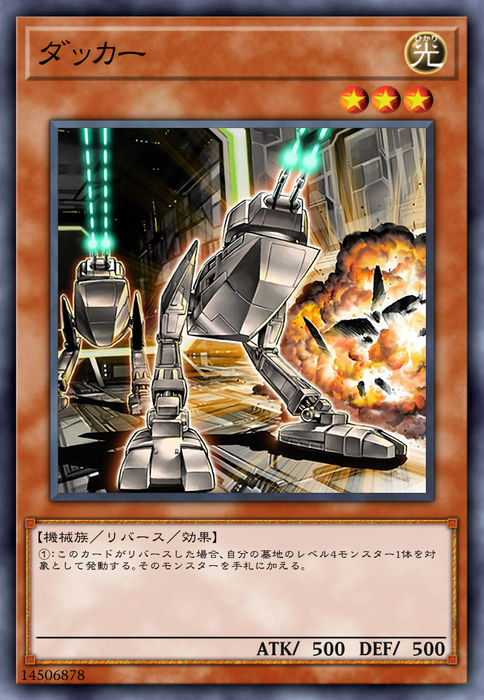 ダッカー
ひかり
光
【機械族／リバース／効果】
①：このカードがリバースした場合、自分の墓地のレベル4モンスター1体を対
象として発動する。そのモンスターを手札に加える。
ATK/ 500 DEF/ 500
14506878